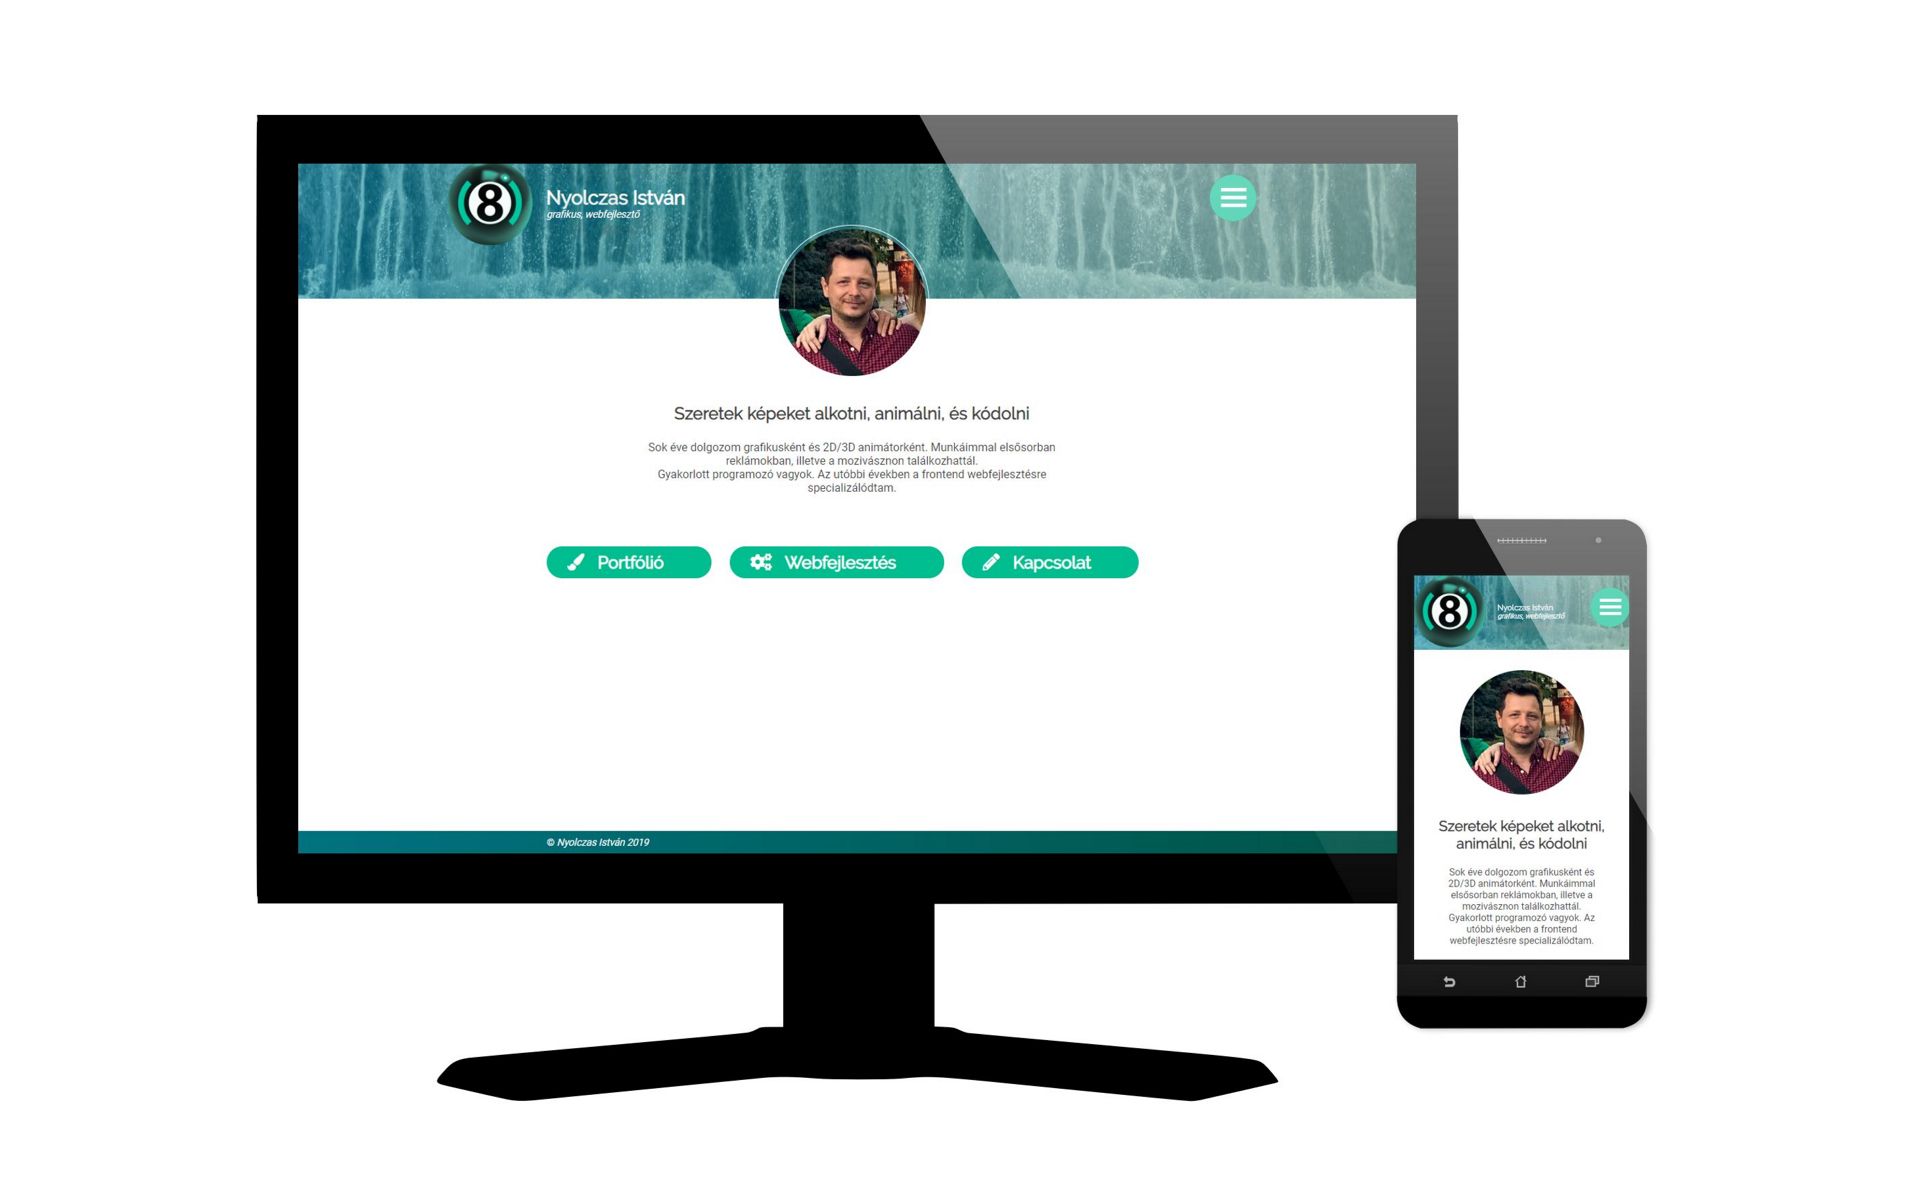 8
Nyolczas István
grafikus, webfejlesztő
Szeretek képeket alkotni, animálni, és kódolni
Sok éve dolgozom grafikusként és 2D/3D animátorként. Munkáimmal elsősorban
reklámokban, illetve a mozivásznon találkozhattál.
Gyakorlott programozó vagyok. Az utóbbi években a frontend webfejlesztésre
specializálódtam.
Portfólió
Webfejlesztés
Kapcsolat
© Nyolczas István 2019
8
Nyolczas István
grafikus, webfejlesztő
Szeretek képeket alkotni,
animálni, és kódolni
Sok éve dolgozom grafikusként és
2D/3D animátorként. Munkáimmal
elsősorban reklámokban, illetve a
mozivásznon találkozhattál.
Gyakorlott programozó vagyok. Az
utóbbi években a frontend
webfejlesztésre specializálódtam.